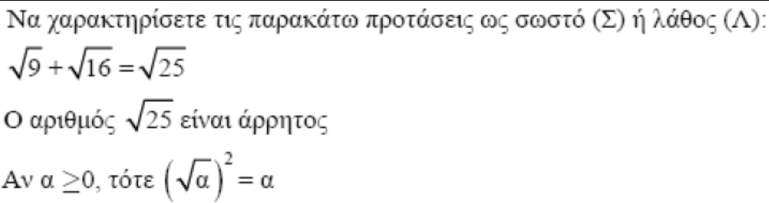 Να χαρακτηρίσετε τις παρακάτω προτάσεις ως σωστό (Σ) ή λάθος (Λ):
√9 + √16 = √25
Ο αριθμός √25 είναι άρρητος
Αν α ≥0, τότε (√α)² = α